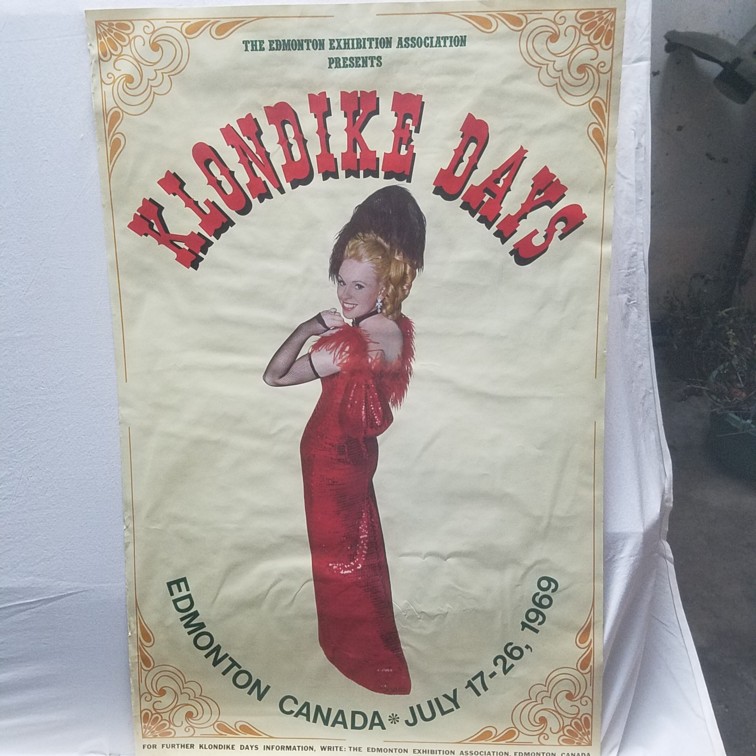 THE EDMONTON EXHIBITION ASSOCIATION
PRESENTS
KLONDIKE DAYS
EDMONTON CANADA * JULY 17-26, 1969
FOR FURTHER KLONDIKE DAYS INFORMATION, WRITE: THE EDMONTON EXHIBITION ASSOCIATION, EDMONTON, CANADA